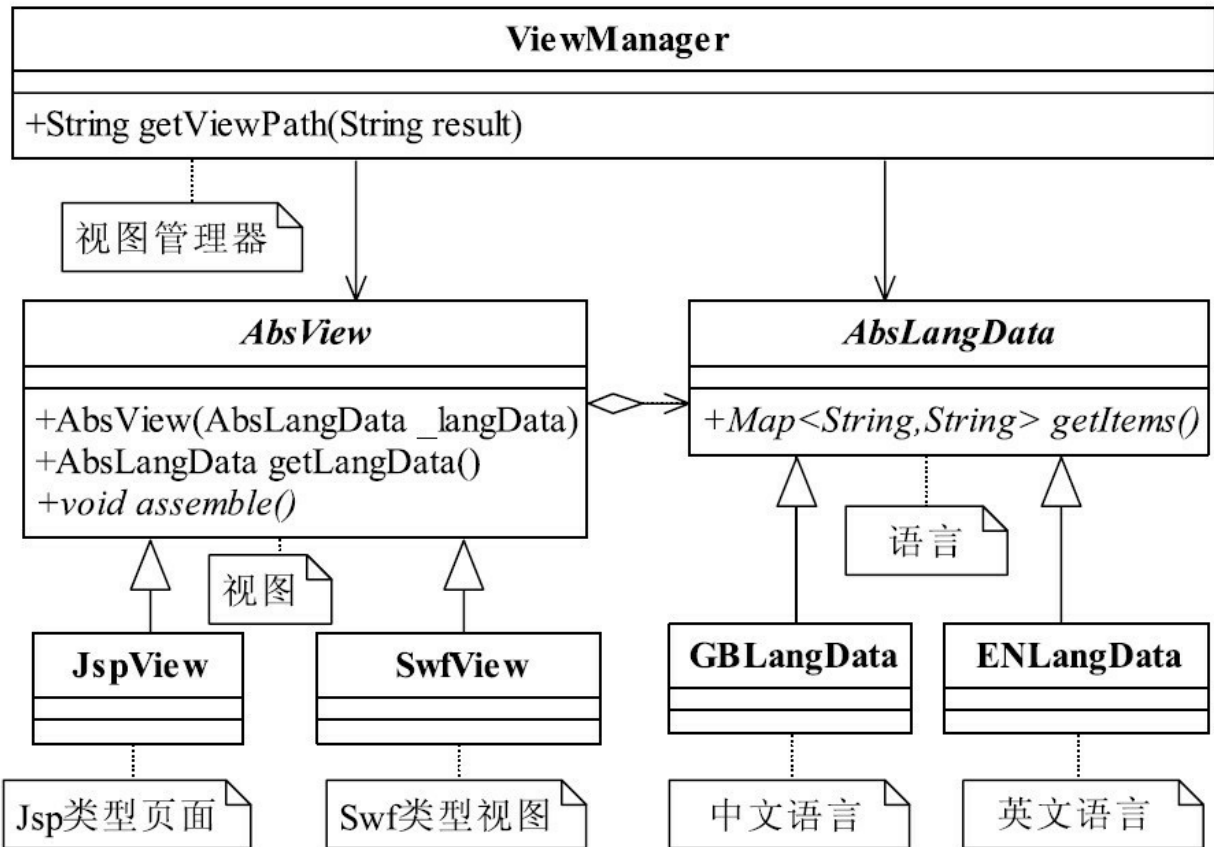 ViewManager
+String getViewPath(String result)
视图管理器
AbsView
+AbsView(AbsLangData _langData)
+AbsLangData getLangData()
+void assemble()
视图
AbsLangData
+Map<String,String> getItems()
语言
JspView
SwfView
GBLangData
ENLangData
Jsp类型页面
Swf类型视图
中文语言
英文语言